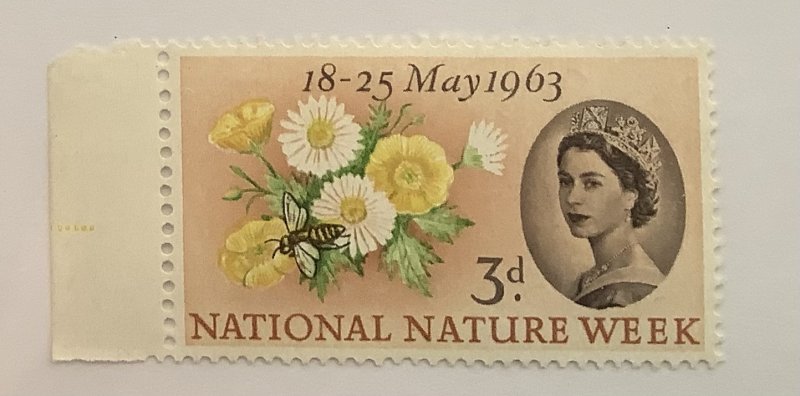 18-25 May 1963
3d.
NATIONAL NATURE WEEK